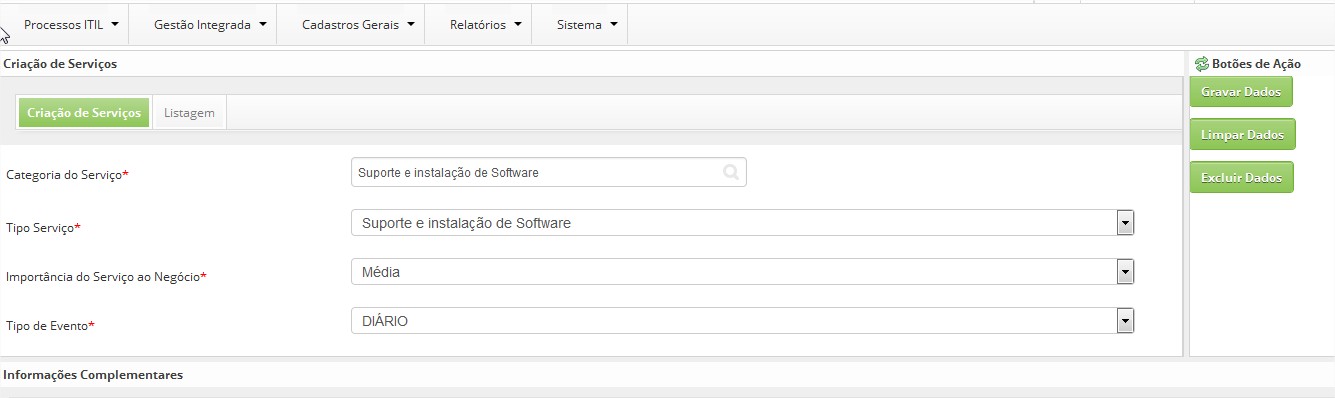 Processos ITIL Gestão Integrada Cadastros Gerais Relatórios Sistema
Criação de Serviços
Botões de Ação
Criação de Serviços Listagem
Gravar Dados
Limpar Dados
Excluir Dados
Categoria do Serviço* Suporte e instalação de Software
Tipo Serviço* Suporte e instalação de Software
Importância do Serviço ao Negócio* Média
Tipo de Evento* DIÁRIO
Informações Complementares